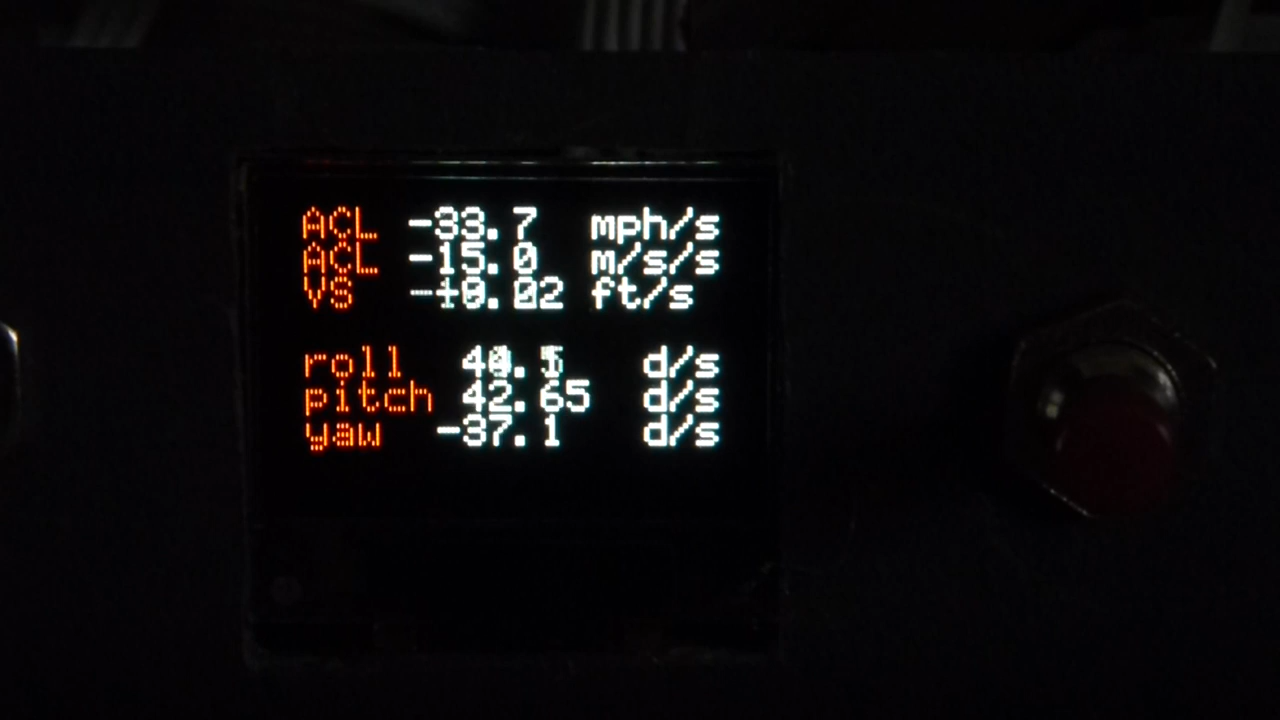 ACL -33.7 mph/s
ACL -15.0 m/s/s
VS ft/s
roll d/s
pitch 42.65 d/s
yaw -37.1 d/s